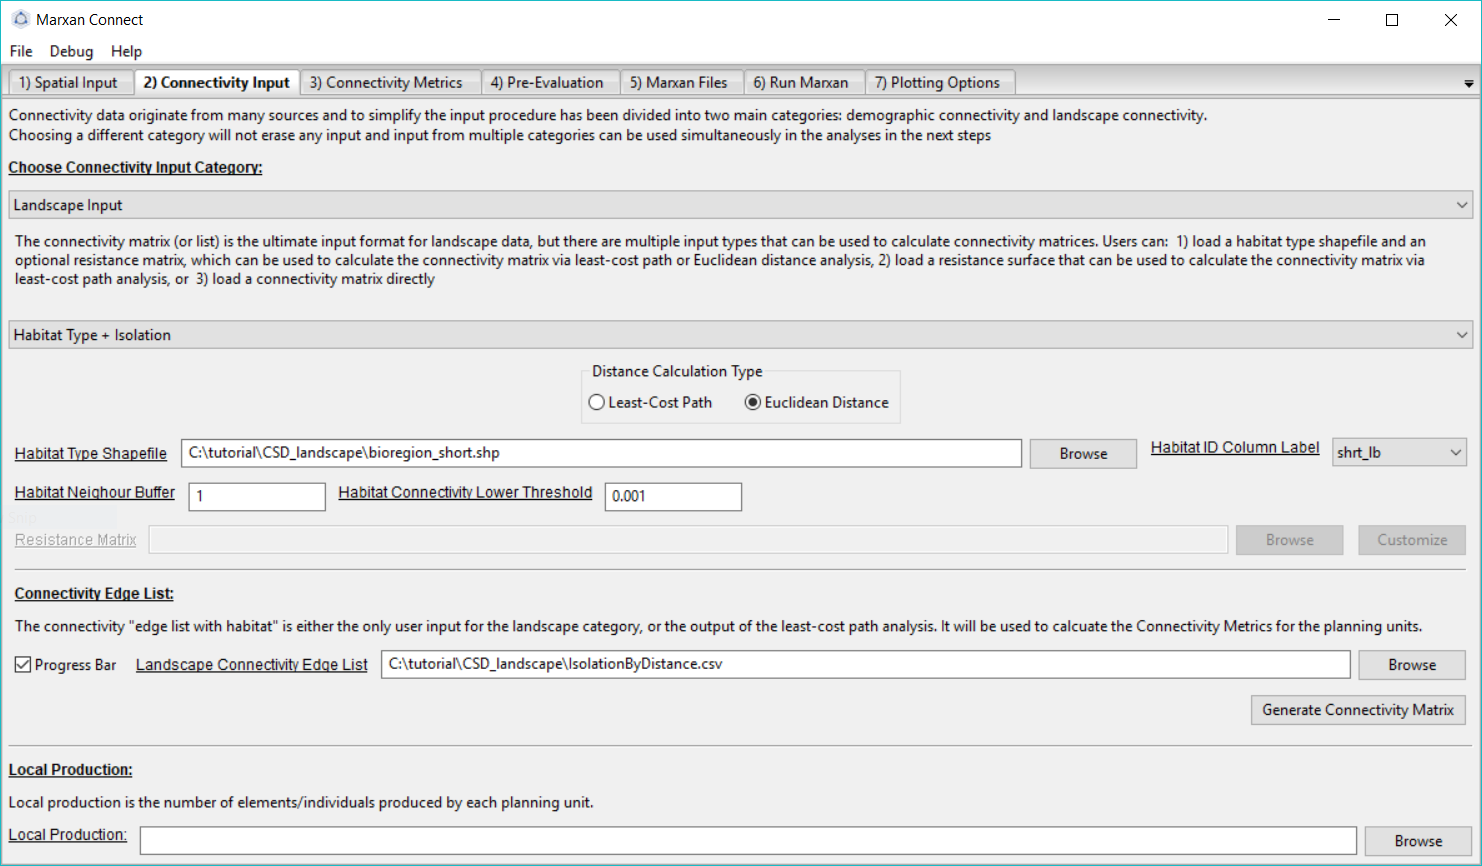 Marxan Connect
File Debug Help
1) Spatial Input 2) Connectivity Input 3) Connectivity Metrics 4) Pre-Evaluation 5) Marxan Files 6) Run Marxan 7) Plotting Options
Connectivity data originate from many sources and to simplify the input procedure has been divided into two main categories: demographic connectivity and landscape connectivity.
Choosing a different category will not erase any input and input from multiple categories can be used simultaneously in the analyses in the next steps
Choose Connectivity Input Category:
Landscape Input
The connectivity matrix (or list) is the ultimate input format for landscape data, but there are multiple input types that can be used to calculate connectivity matrices. Users can:  1) load a habitat type shapefile and an
optional resistance matrix, which can be used to calculate the connectivity matrix via least-cost path or Euclidean distance analysis, 2) load a resistance surface that can be used to calculate the connectivity matrix via
least-cost path analysis, or  3) load a connectivity matrix directly
Habitat Type + Isolation
Distance Calculation Type
Least-Cost Path Euclidean Distance
Habitat Type Shapefile C:\tutorial\CSD_landscape\bioregion_short.shp Browse Habitat ID Column Label shrt_lb
Habitat Neighour Buffer 1 Habitat Connectivity Lower Threshold 0.001
Resistance Matrix Browse Customize
Connectivity Edge List:
The connectivity "edge list with habitat" is either the only user input for the landscape category, or the output of the least-cost path analysis. It will be used to calcuate the Connectivity Metrics for the planning units.
Progress Bar Landscape Connectivity Edge List C:\tutorial\CSD_landscape\IsolationByDistance.csv Browse
Generate Connectivity Matrix
Local Production:
Local production is the number of elements/individuals produced by each planning unit.
Local Production: Browse